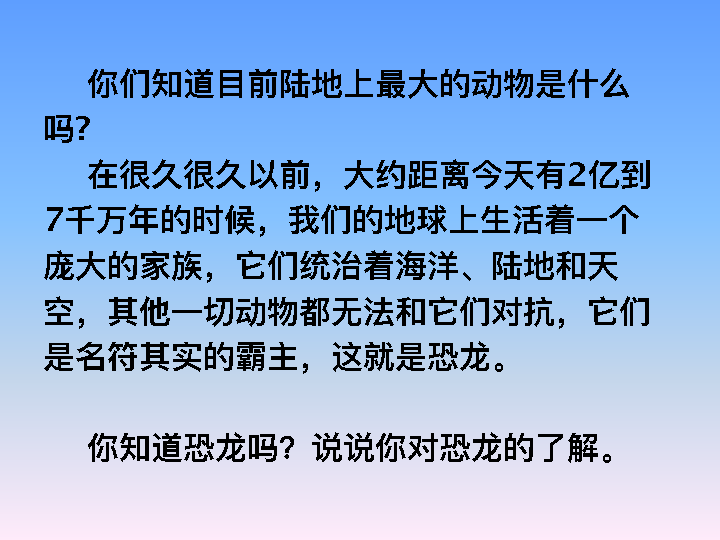 你们知道目前陆地上最大的动物是什么
吗?
在很久很久以前，大约距离今天有2亿到
7千万年的时候，我们的地球上生活着一个
庞大的家族，它们统治着海洋、陆地和天
空，其他一切动物都无法和它们对抗，它们
是名符其实的霸主，这就是恐龙。
你知道恐龙吗？说说你对恐龙的了解。